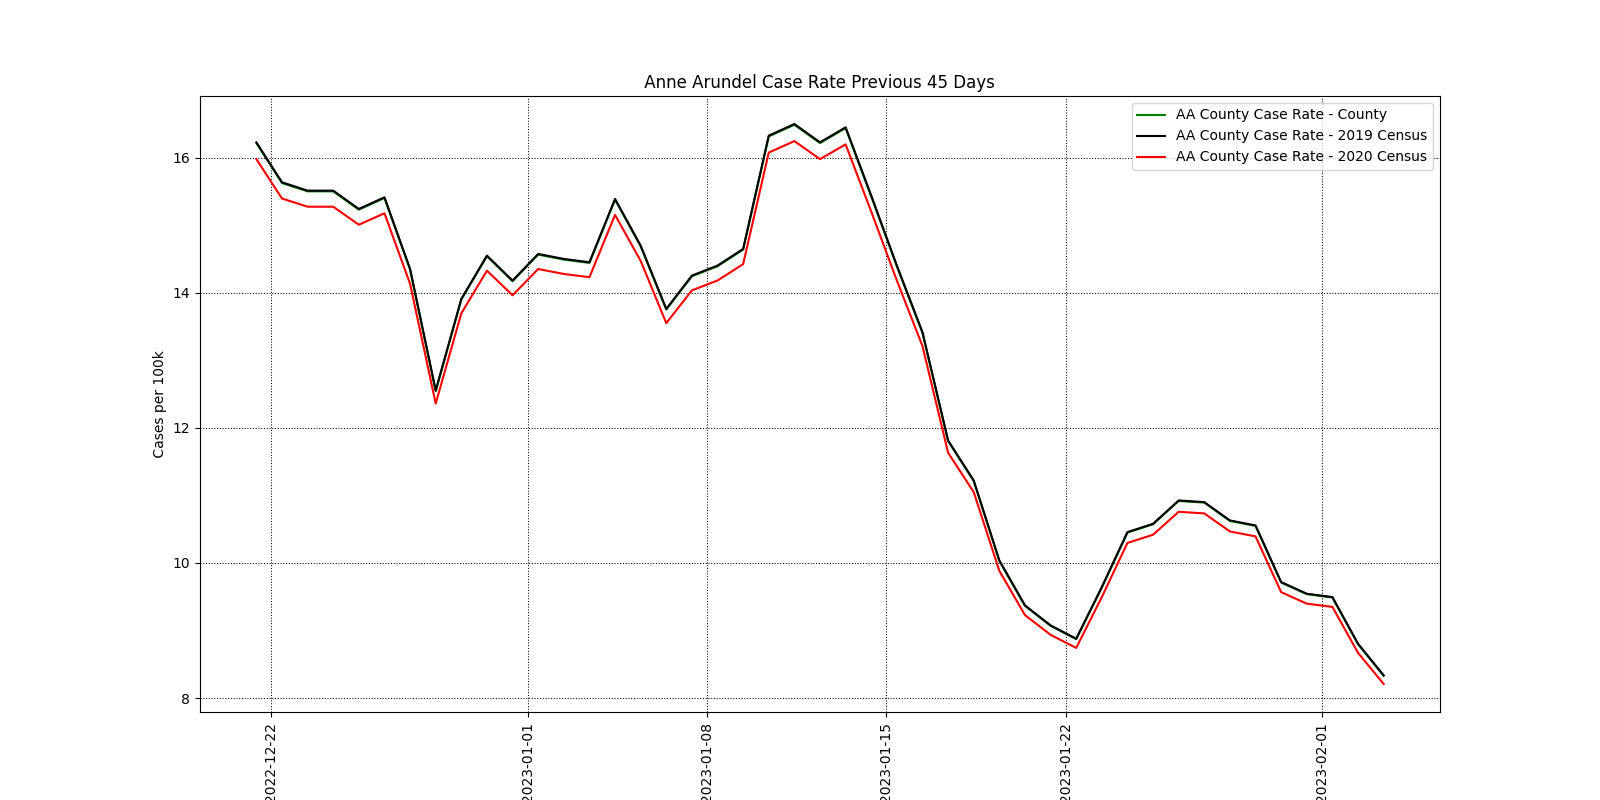 Anne Arundel Case Rate Previous 45 Days
AA County Case Rate - County
AA County Case Rate - 2019 Census
AA County Case Rate - 2020 Census
Cases per 100k
16
14
12
10
8
2022-12-22
2023-01-01
2023-01-08
2023-01-15
2023-01-22
2023-02-01